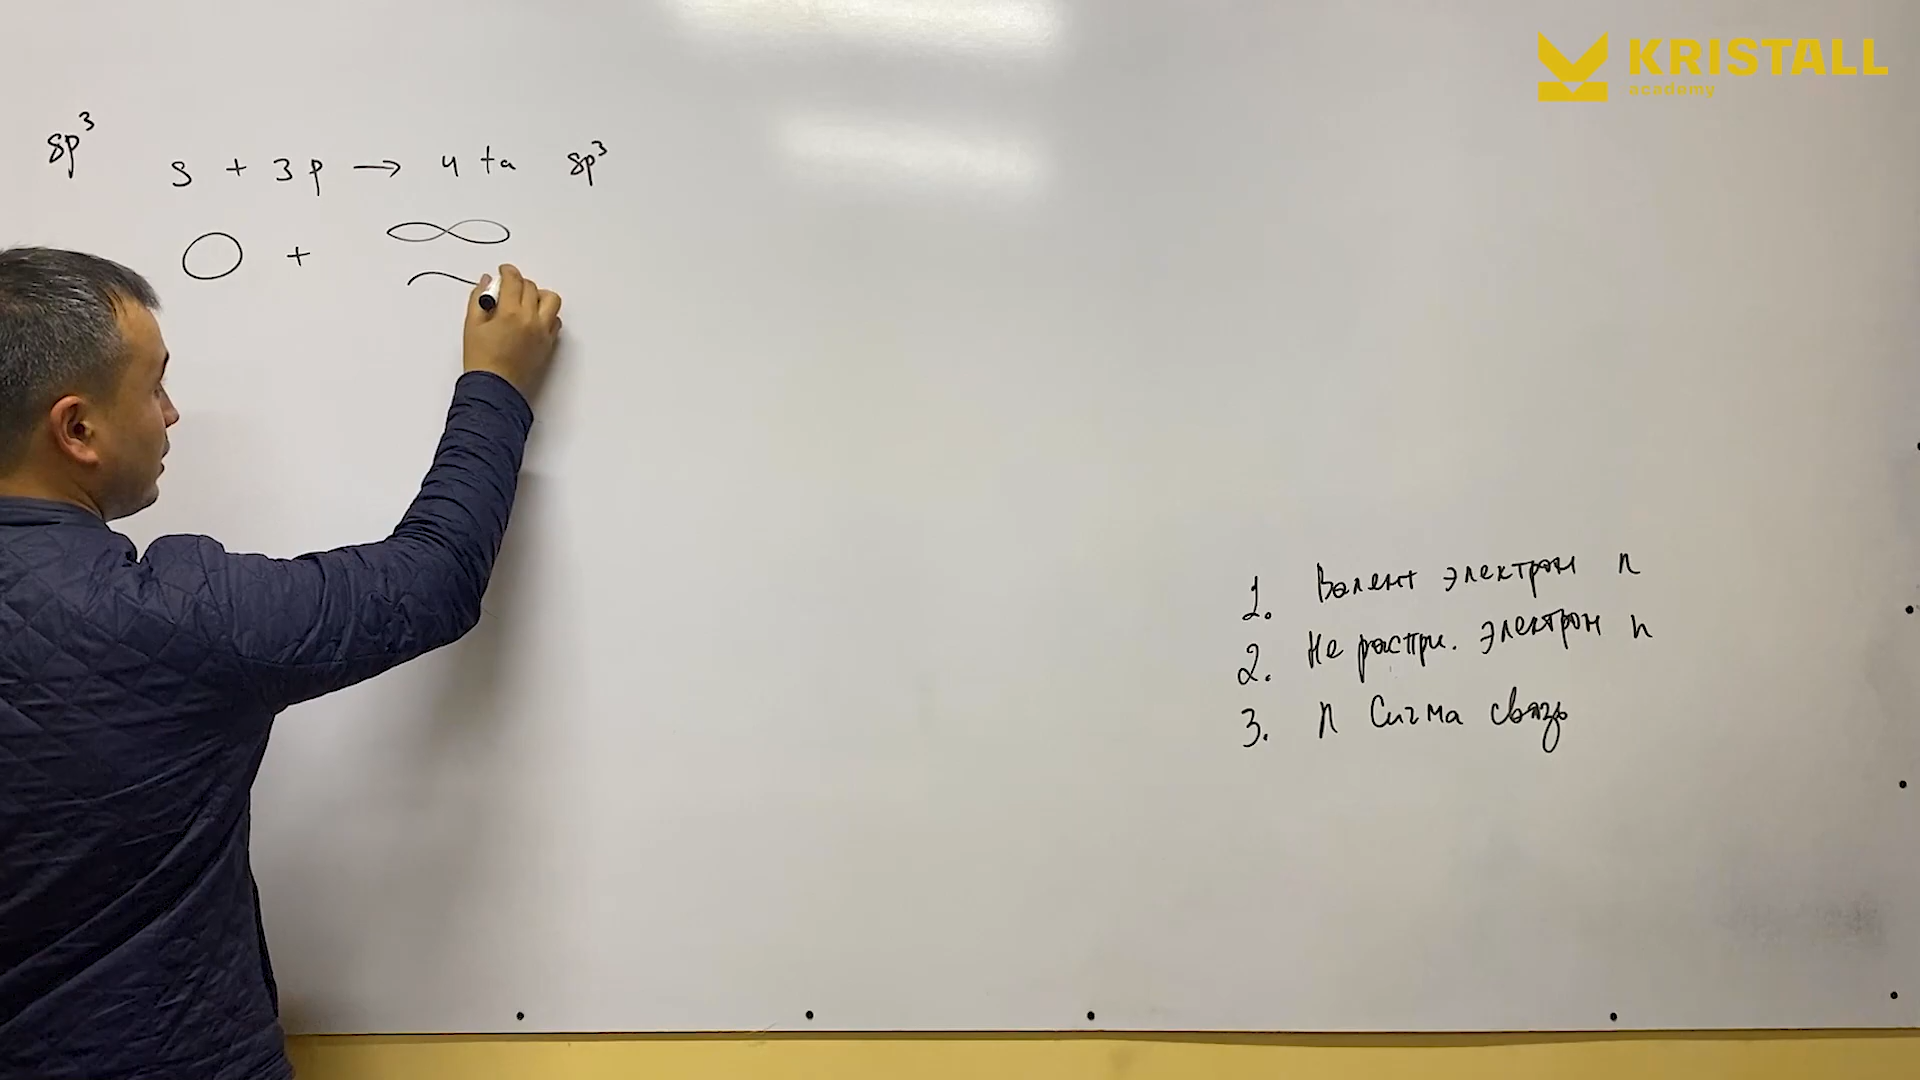 KRISTALL
academy
sp³
s + 3p → 4 ta sp³
+
1. Валент электрон n
2. Не распри. электрон n
3. n Сигма связь